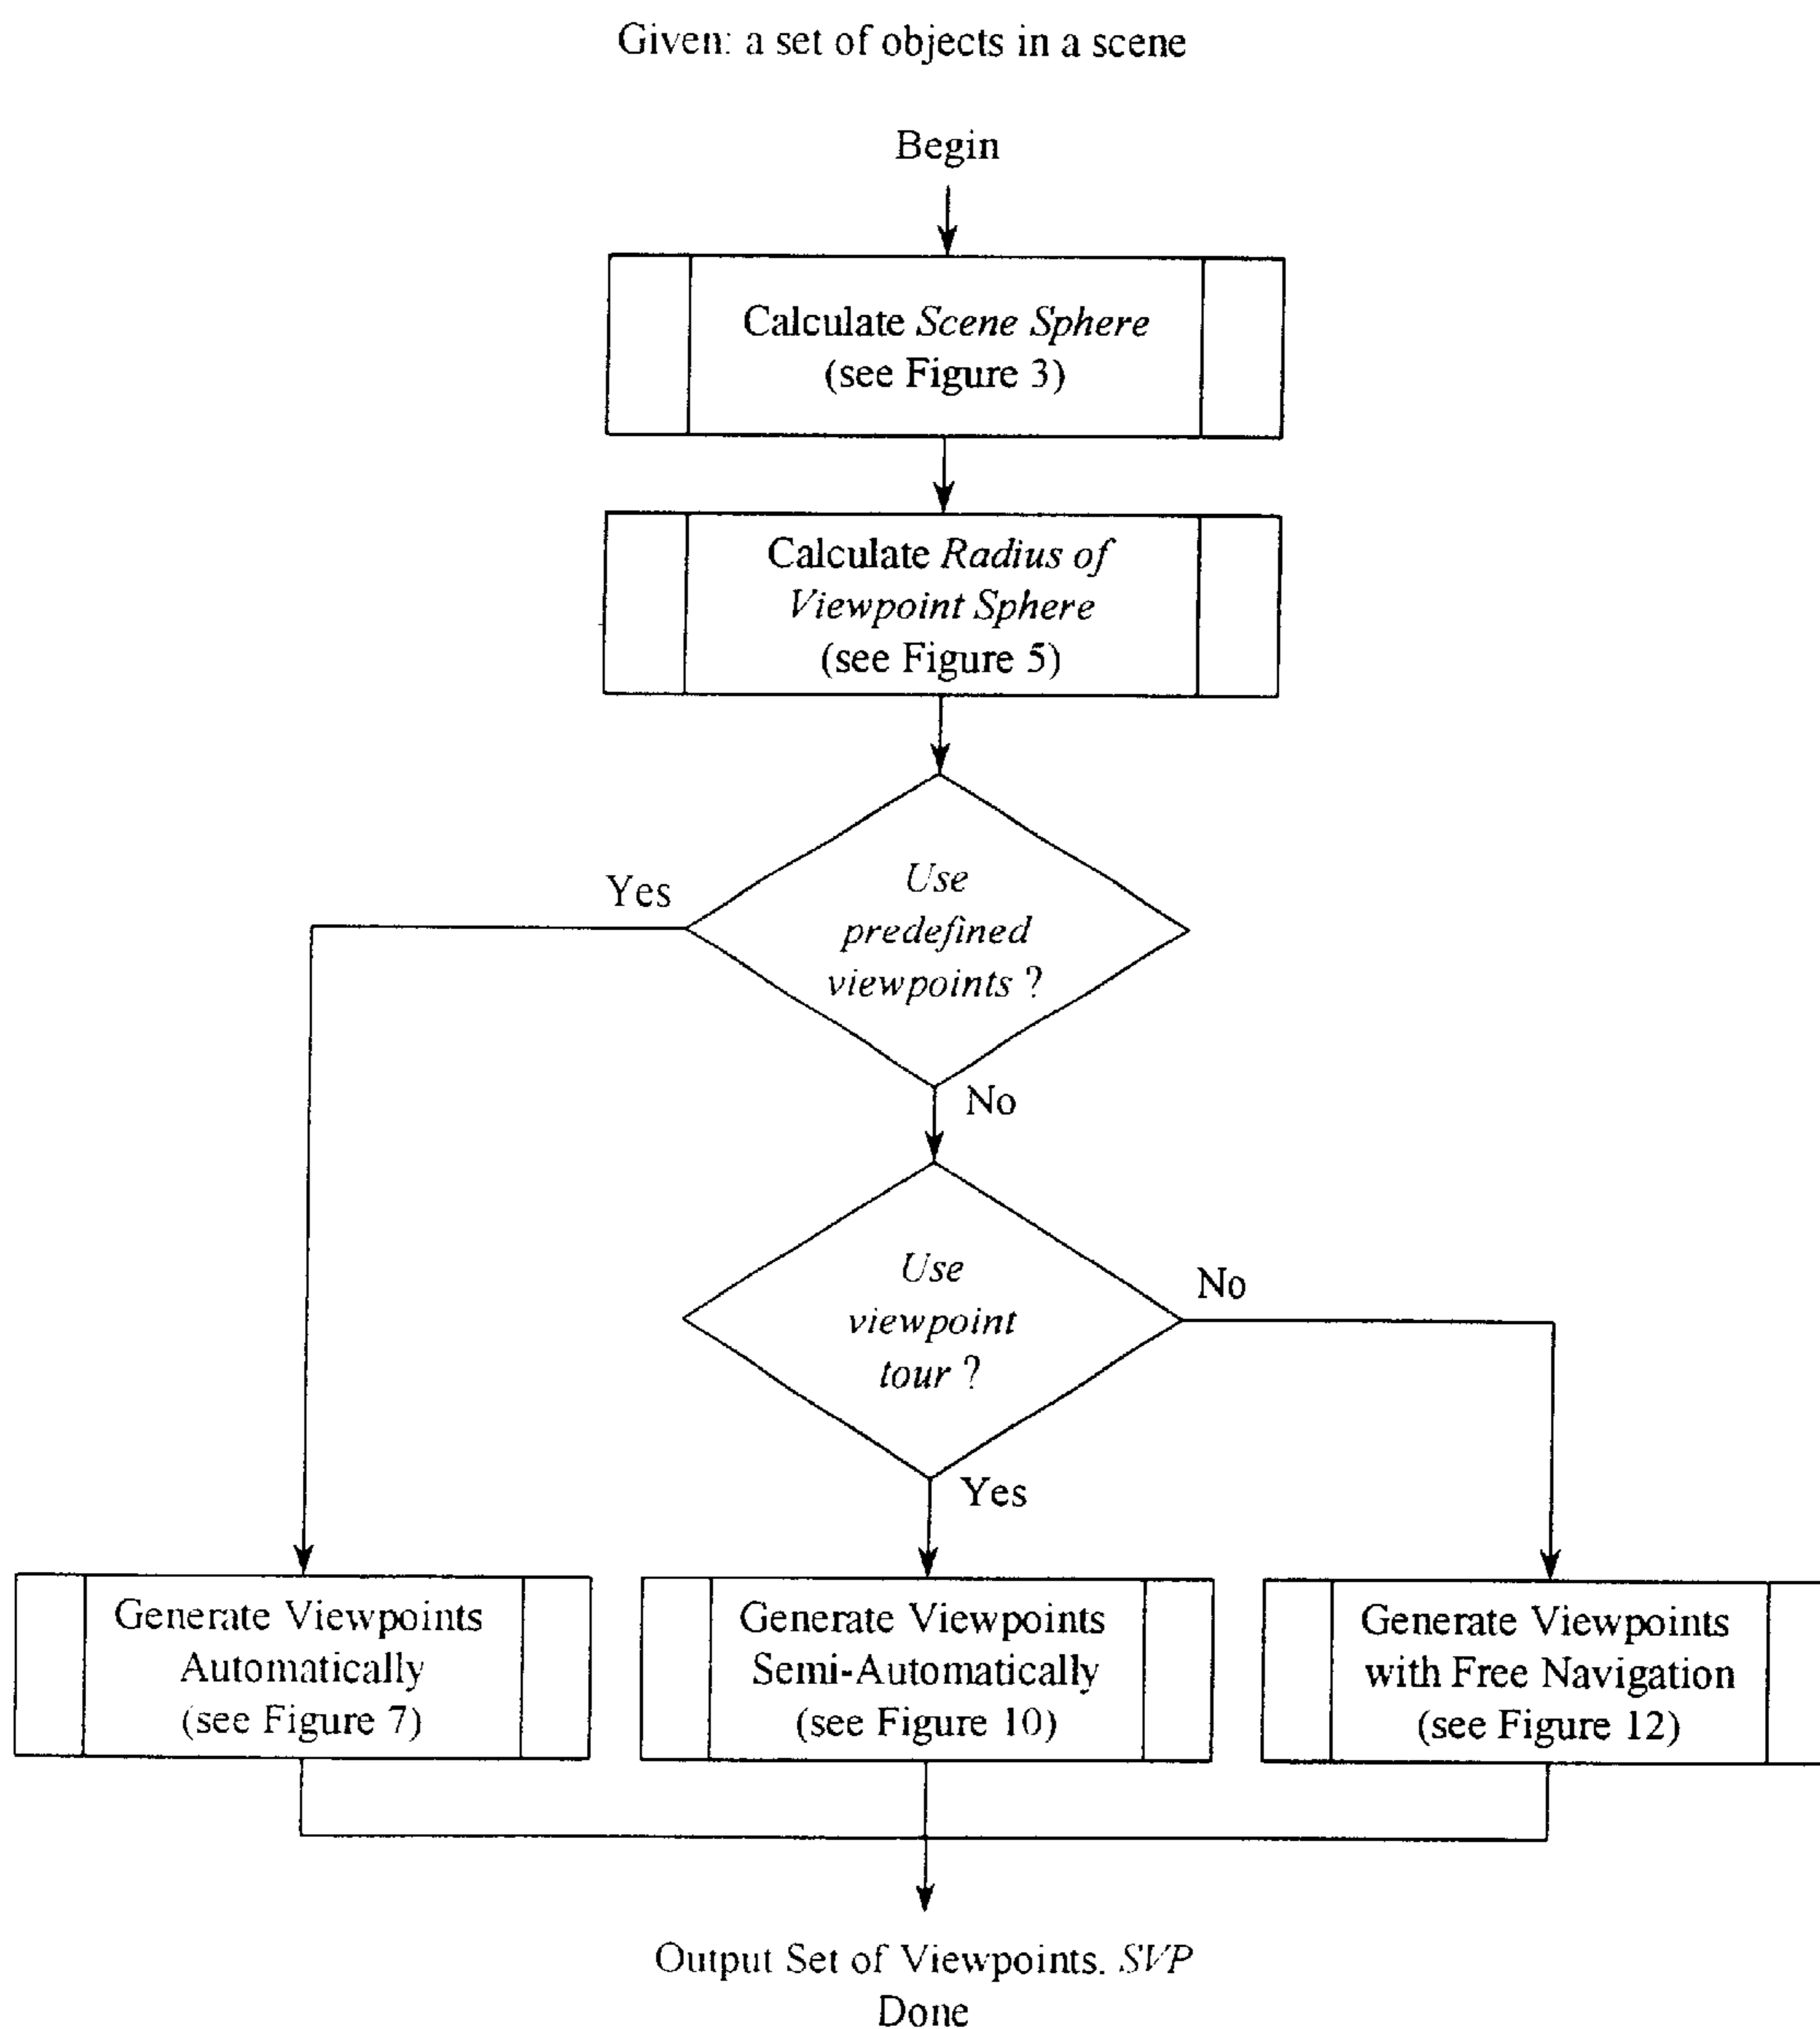 Given: a set of objects in a scene
Begin
Calculate Scene Sphere
(see Figure 3)
Calculate Radius of
Viewpoint Sphere
(see Figure 5)
Use
predefined
viewpoints ?
Yes
No
Use
viewpoint
tour ?
No
Yes
Generate Viewpoints
Automatically
(see Figure 7)
Generate Viewpoints
Semi-Automatically
(see Figure 10)
Generate Viewpoints
with Free Navigation
(see Figure 12)
Output Set of Viewpoints. SVP
Done